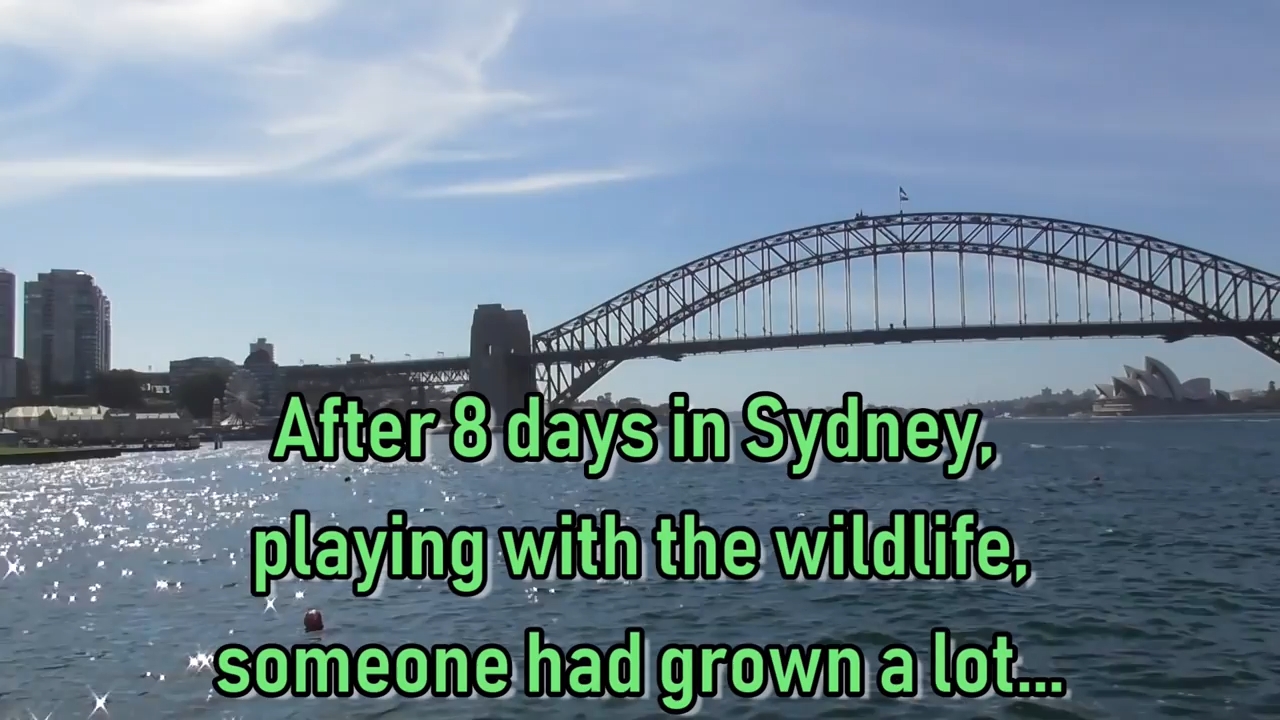 After 8 days in Sydney,
playing with the wildlife,
someone had grown a lot...